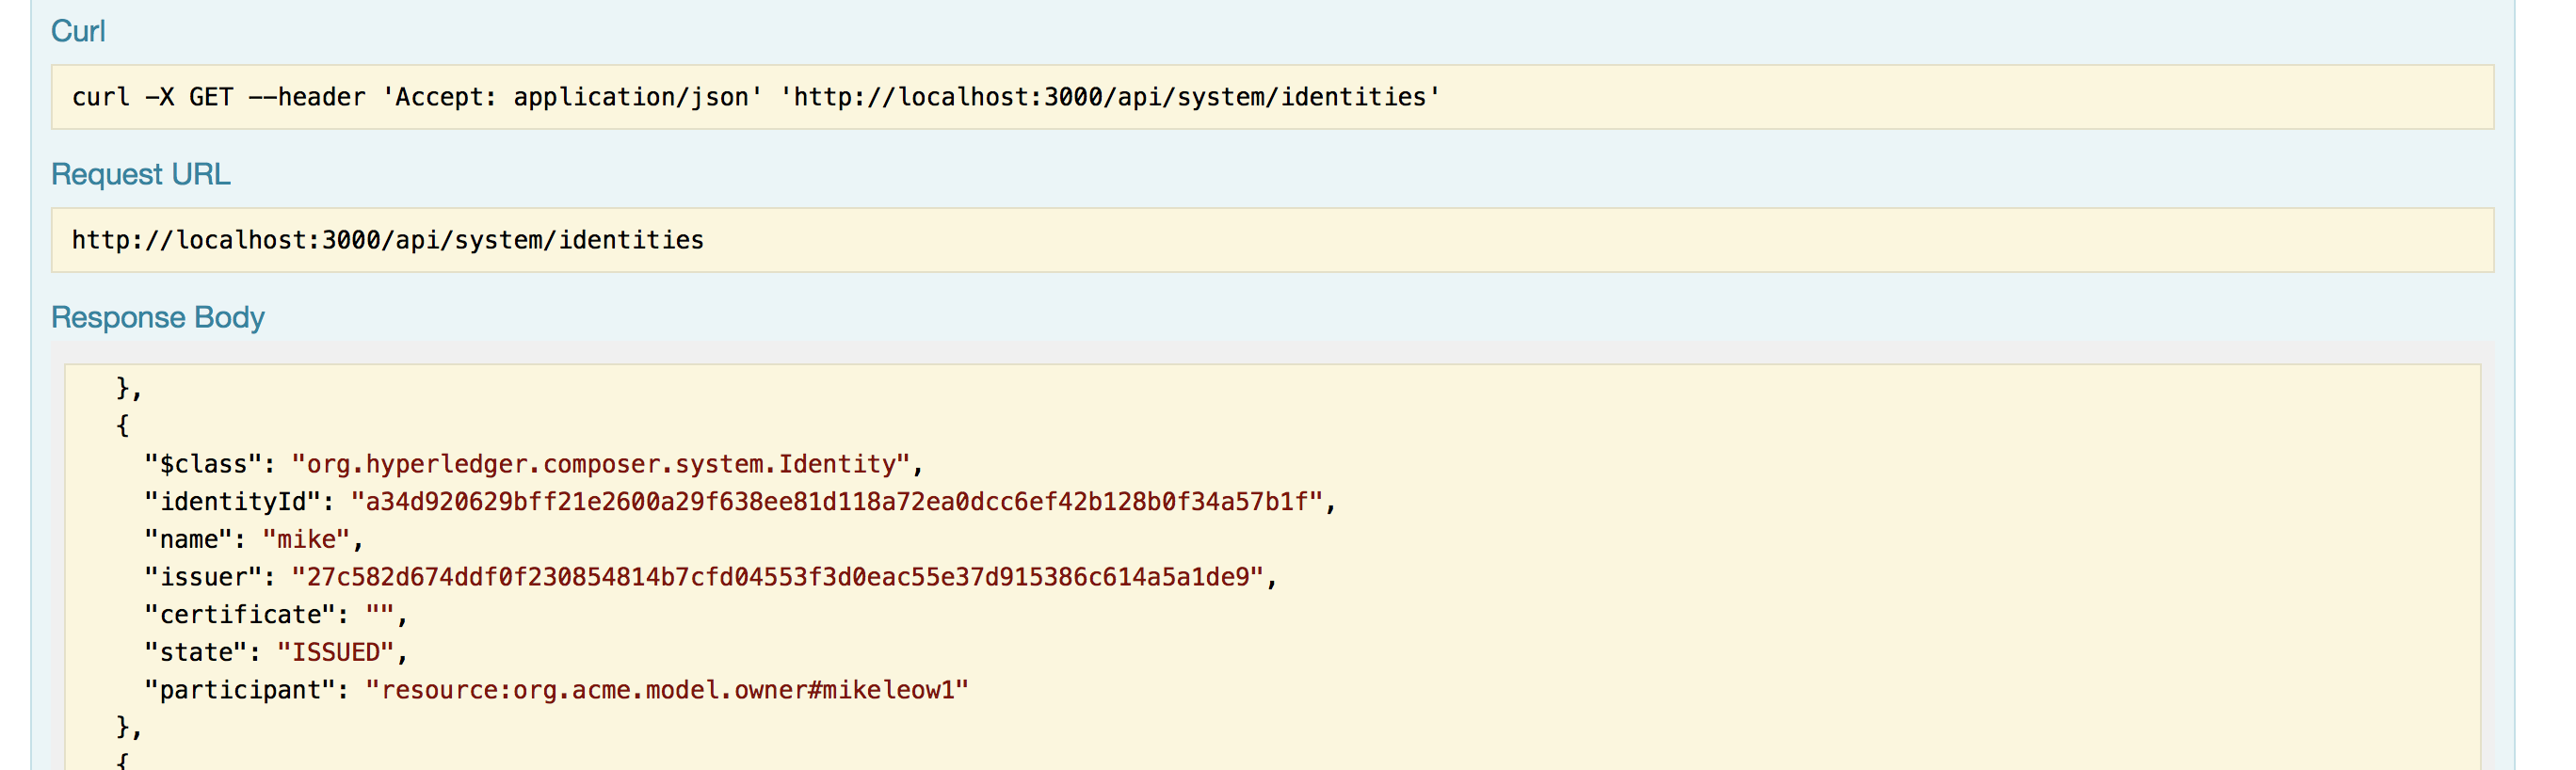 Curl
curl -X GET --header 'Accept: application/json' 'http://localhost:3000/api/system/identities'
Request URL
http://localhost:3000/api/system/identities
Response Body
},
{
"$class": "org.hyperledger.composer.system.Identity",
"identityId": "a34d920629bff21e2600a29f638ee81d118a72ea0dcc6ef42b128b0f34a57b1f",
"name": "mike",
"issuer": "27c582d674ddf0f230854814b7cfd04553f3d0eac55e37d915386c614a5a1de9",
"certificate": "",
"state": "ISSUED",
"participant": "resource:org.acme.model.owner#mikeleow1"
},
{